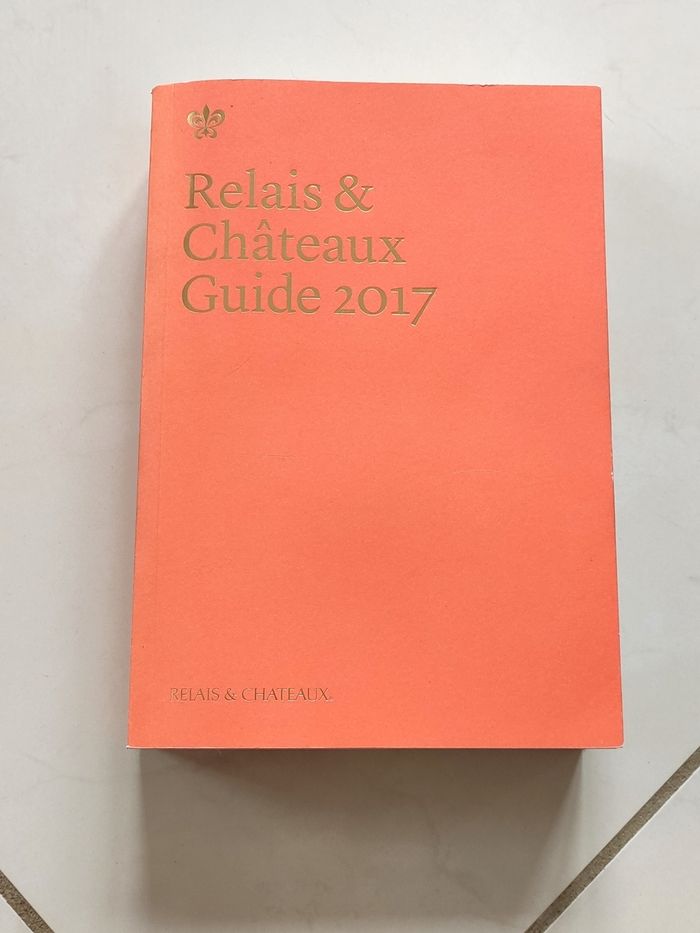 Relais &
Châteaux
Guide 2017
RELAIS & CHATEAUX